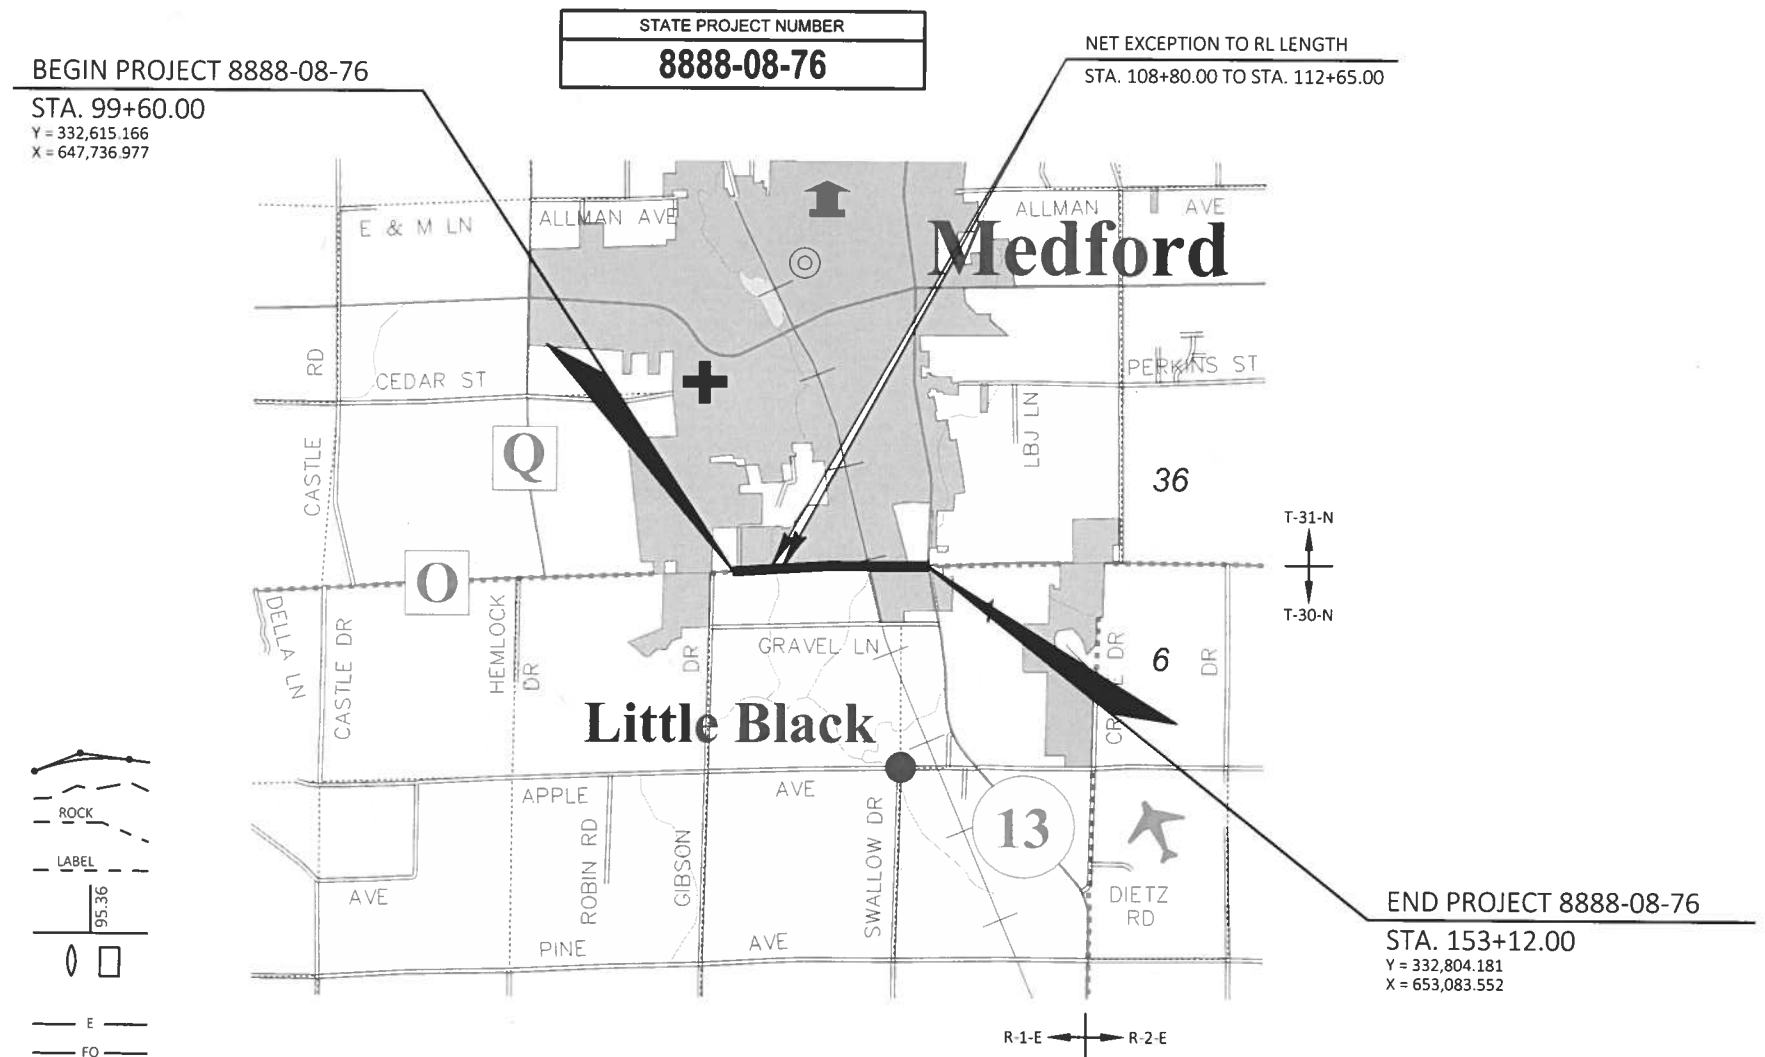 STATE PROJECT NUMBER
8888-08-76
BEGIN PROJECT 8888-08-76
STA. 99+60.00
Y = 332,615.166
X = 647,736.977
NET EXCEPTION TO RL LENGTH
STA. 108+80.00 TO STA. 112+65.00
E & M LN
ALLMAN AVE
ALLMAN
AVE
Medford
RD
CEDAR ST
PERKINS ST
LBJ LN
CASTLE
Q
36
T-31-N
O
T-30-N
DELLA LN
CASTLE DR
HEMLOCK
DR
DR
GRAVEL LN
DR
6
DR
Little Black
APPLE
AVE
ROCK
ROBIN RD
GIBSON
SWALLOW DR
13
LABEL
AVE
DIETZ
RD
95.36
PINE
AVE
END PROJECT 8888-08-76
STA. 153+12.00
Y = 332,804.181
X = 653,083.552
E
FO
R-1-E
R-2-E